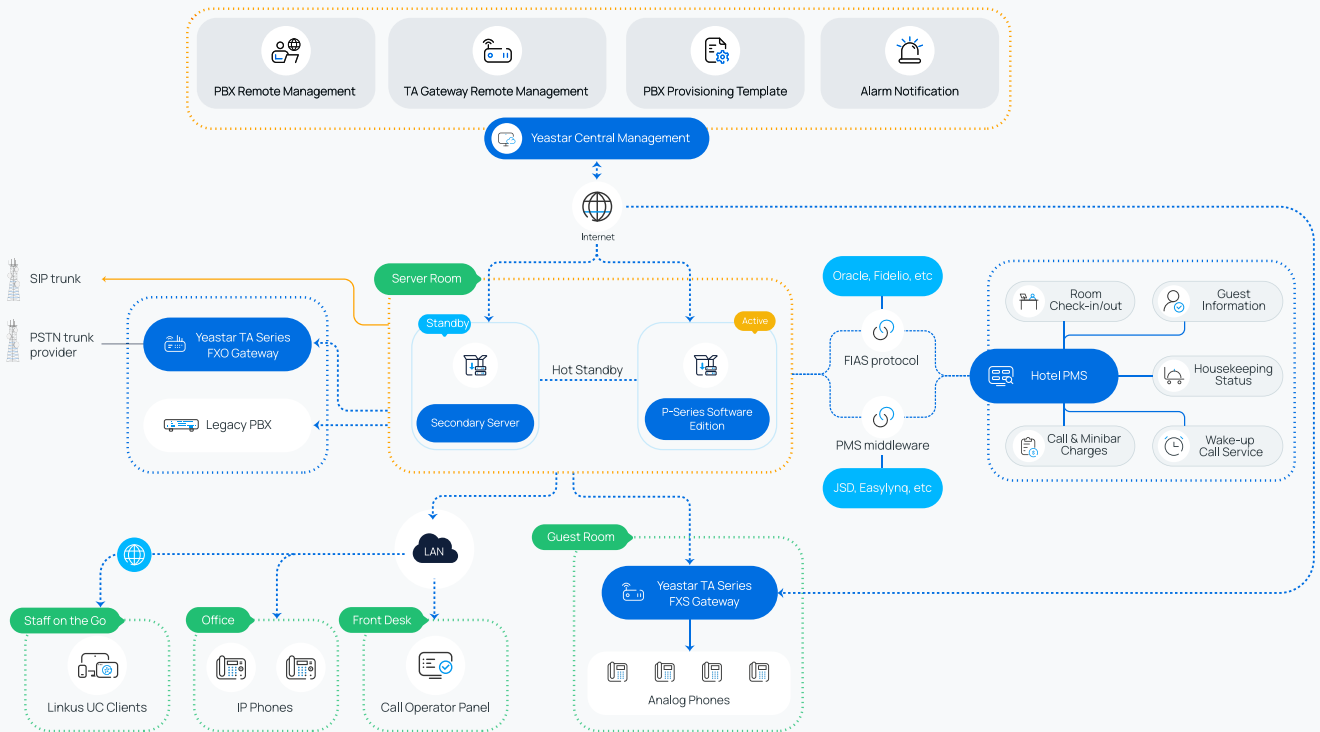 PBX Remote Management
TA Gateway Remote Management
PBX Provisioning Template
Alarm Notification
Yeastar Central Management
Internet
SIP trunk
PSTN trunk
provider
Yeastar TA Series
FXO Gateway
Legacy PBX
Server Room
Standby
Secondary Server
Hot Standby
Active
P-Series Software
Edition
Oracle, Fidelio, etc
FIAS protocol
PMS middleware
JSD, Easylynq, etc
Room
Check-in/out
Guest
Information
Hotel PMS
Housekeeping
Status
Call & Minibar
Charges
Wake-up
Call Service
LAN
Guest Room
Yeastar TA Series
FXS Gateway
Analog Phones
Staff on the Go
Linkus UC Clients
Office
IP Phones
Front Desk
Call Operator Panel